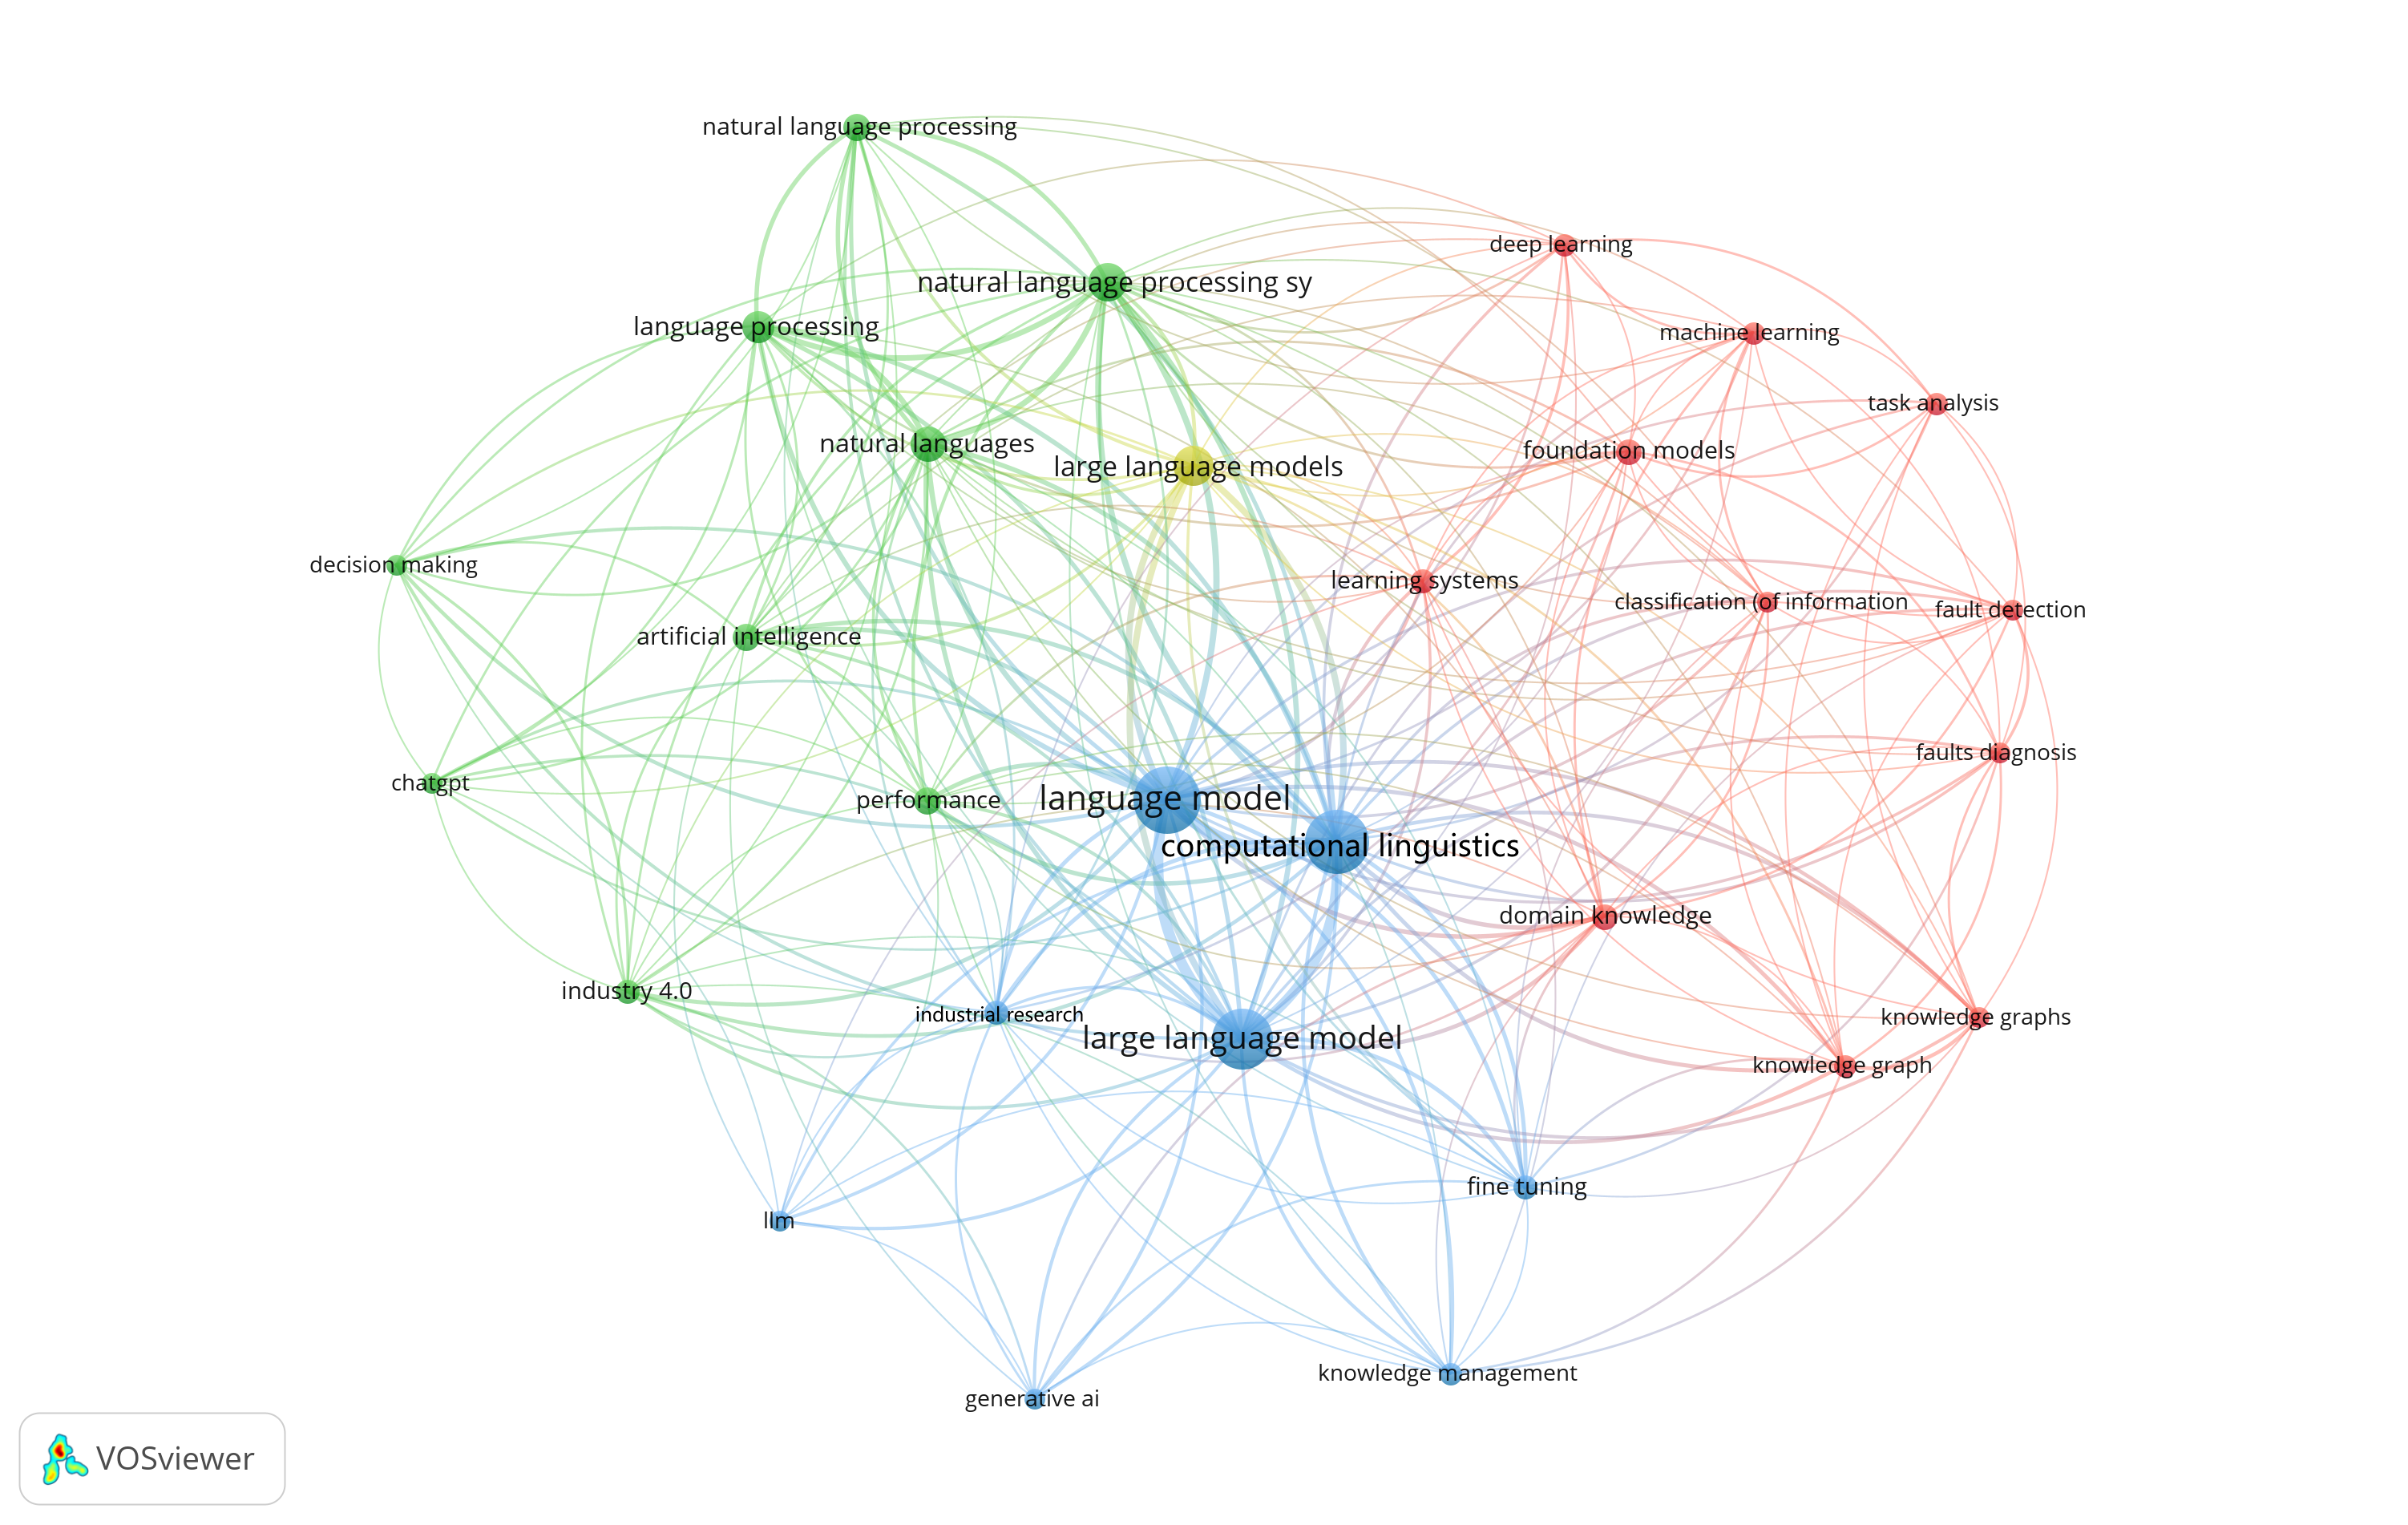 natural language processing
deep learning
natural language processing sy
language processing
machine learning
task analysis
natural languages
large language models
foundation models
decision making
learning systems
classification (of information
fault detection
artificial intelligence
faults diagnosis
chatgpt
performance
language model
computational linguistics
domain knowledge
industry 4.0
industrial research
knowledge graphs
large language model
knowledge graph
fine tuning
llm
knowledge management
generative ai
VOSviewer